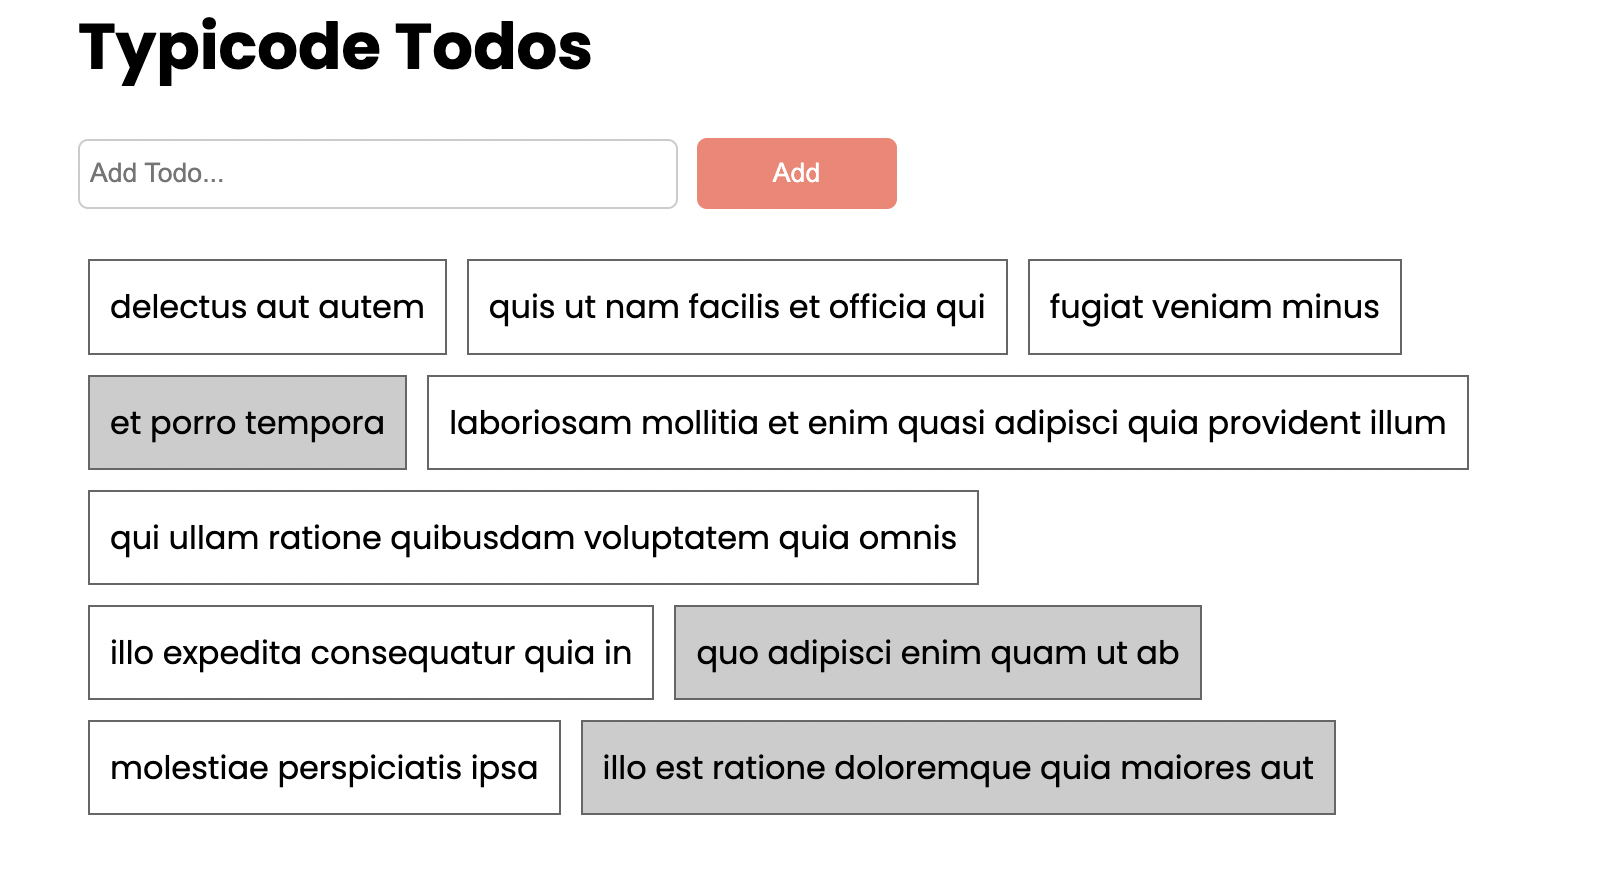 Typicode Todos
Add Todo...
Add
delectus aut autem
quis ut nam facilis et officia qui
fugiat veniam minus
et porro tempora
laboriosam mollitia et enim quasi adipisci quia provident illum
qui ullam ratione quibusdam voluptatem quia omnis
illo expedita consequatur quia in
quo adipisci enim quam ut ab
molestiae perspiciatis ipsa
illo est ratione doloremque quia maiores aut